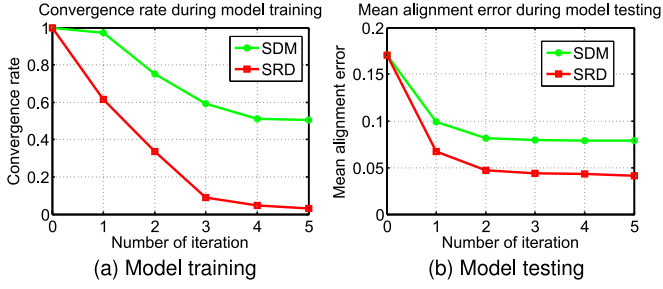 Convergence rate during model training
Convergence rate
1
0.8
0.6
0.4
0.2
0
0 1 2 3 4 5
SDM
SRD
Number of iteration
(a) Model training
Mean alignment error during model testing
Mean alignment error
0.2
0.15
0.1
0.05
0
0 1 2 3 4 5
SDM
SRD
Number of iteration
(b) Model testing